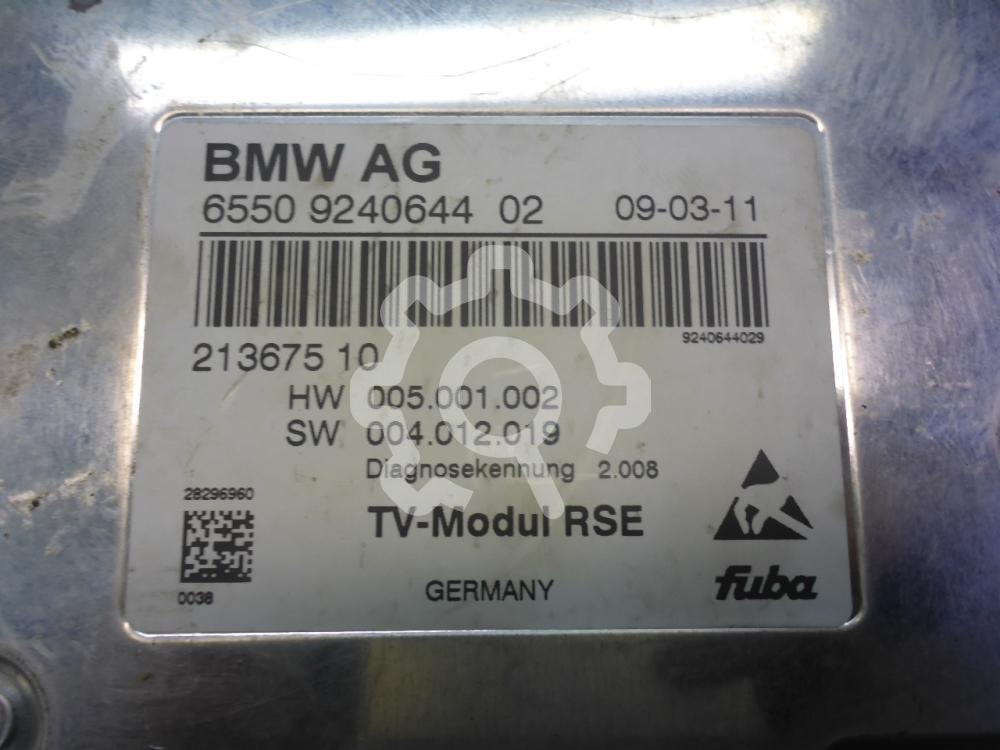 BMW AG
6550 9240644 02 09-03-11
9240644029
213675 10
HW 005.001.002
SW 004.012.019
Diagnosekennung 2.008
28296960
TV-Modul RSE
0038
GERMANY
fuba